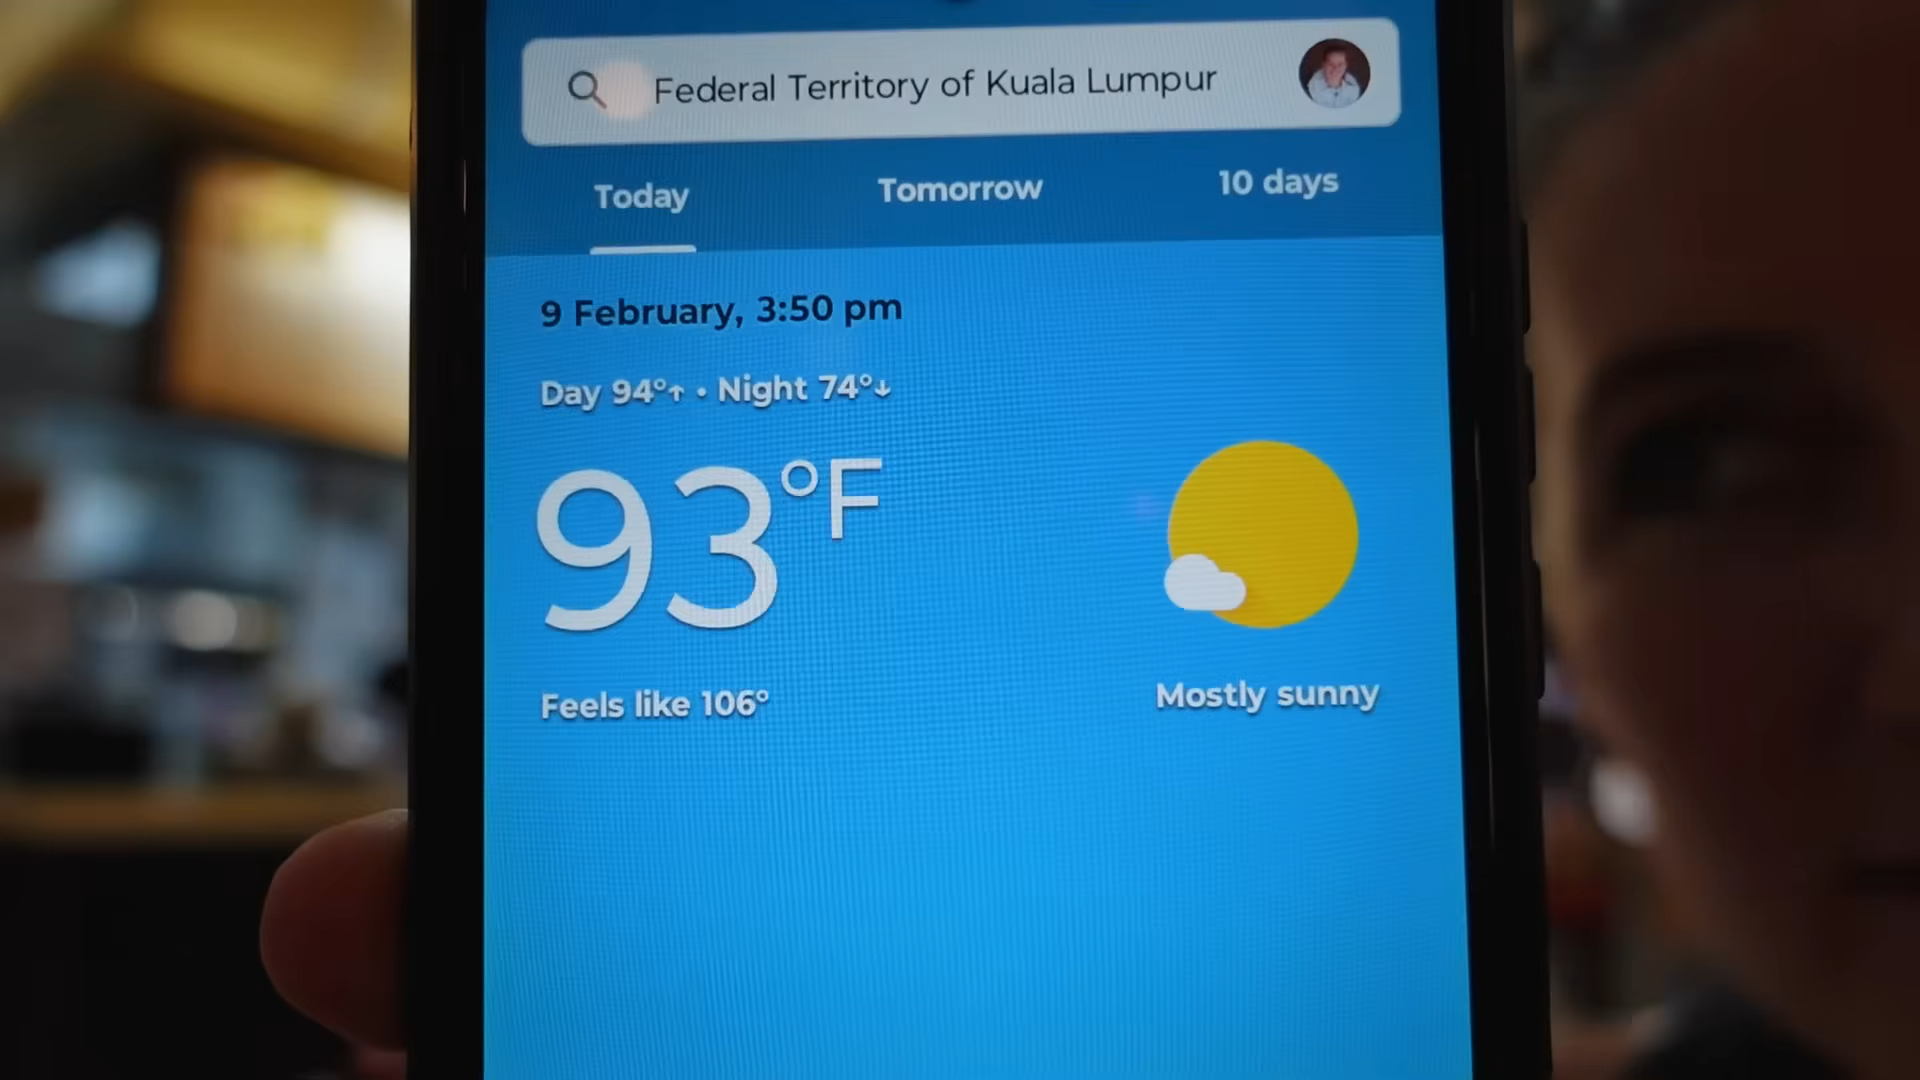 Federal Territory of Kuala Lumpur
Today
Tomorrow
10 days
9 February, 3:50 pm
Day 94°↑ • Night 74°↓
93°F
Feels like 106°
Mostly sunny